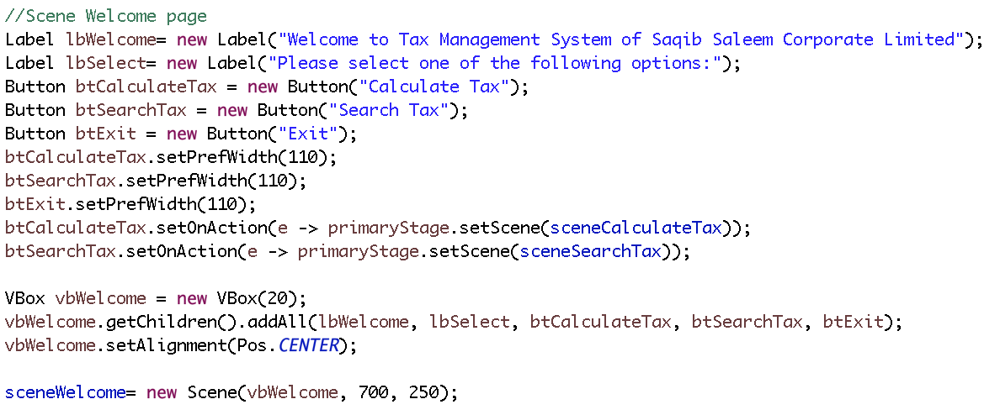 //Scene Welcome page
Label lbWelcome= new Label("Welcome to Tax Management System of Saqib Saleem Corporate Limited");
Label lbSelect= new Label("Please select one of the following options:");
Button btCalculateTax = new Button("Calculate Tax");
Button btSearchTax = new Button("Search Tax");
Button btExit = new Button("Exit");
btCalculateTax.setPrefWidth(110);
btSearchTax.setPrefWidth(110);
btExit.setPrefWidth(110);
btCalculateTax.setOnAction(e -> primaryStage.setScene(sceneCalculateTax));
btSearchTax.setOnAction(e -> primaryStage.setScene(sceneSearchTax));

VBox vbWelcome = new VBox(20);
vbWelcome.getChildren().addAll(lbWelcome, lbSelect, btCalculateTax, btSearchTax, btExit);
vbWelcome.setAlignment(Pos.CENTER);

sceneWelcome= new Scene(vbWelcome, 700, 250);